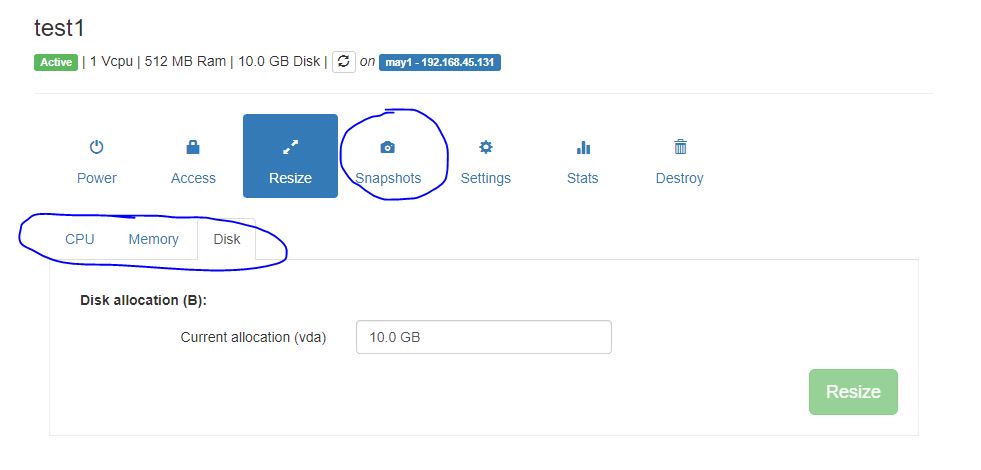 test1
Active | 1 Vcpu | 512 MB Ram | 10.0 GB Disk | on may1 - 192.168.45.131
Power Access Resize Snapshots Settings Stats Destroy
CPU Memory Disk
Disk allocation (B):
Current allocation (vda) 10.0 GB
Resize